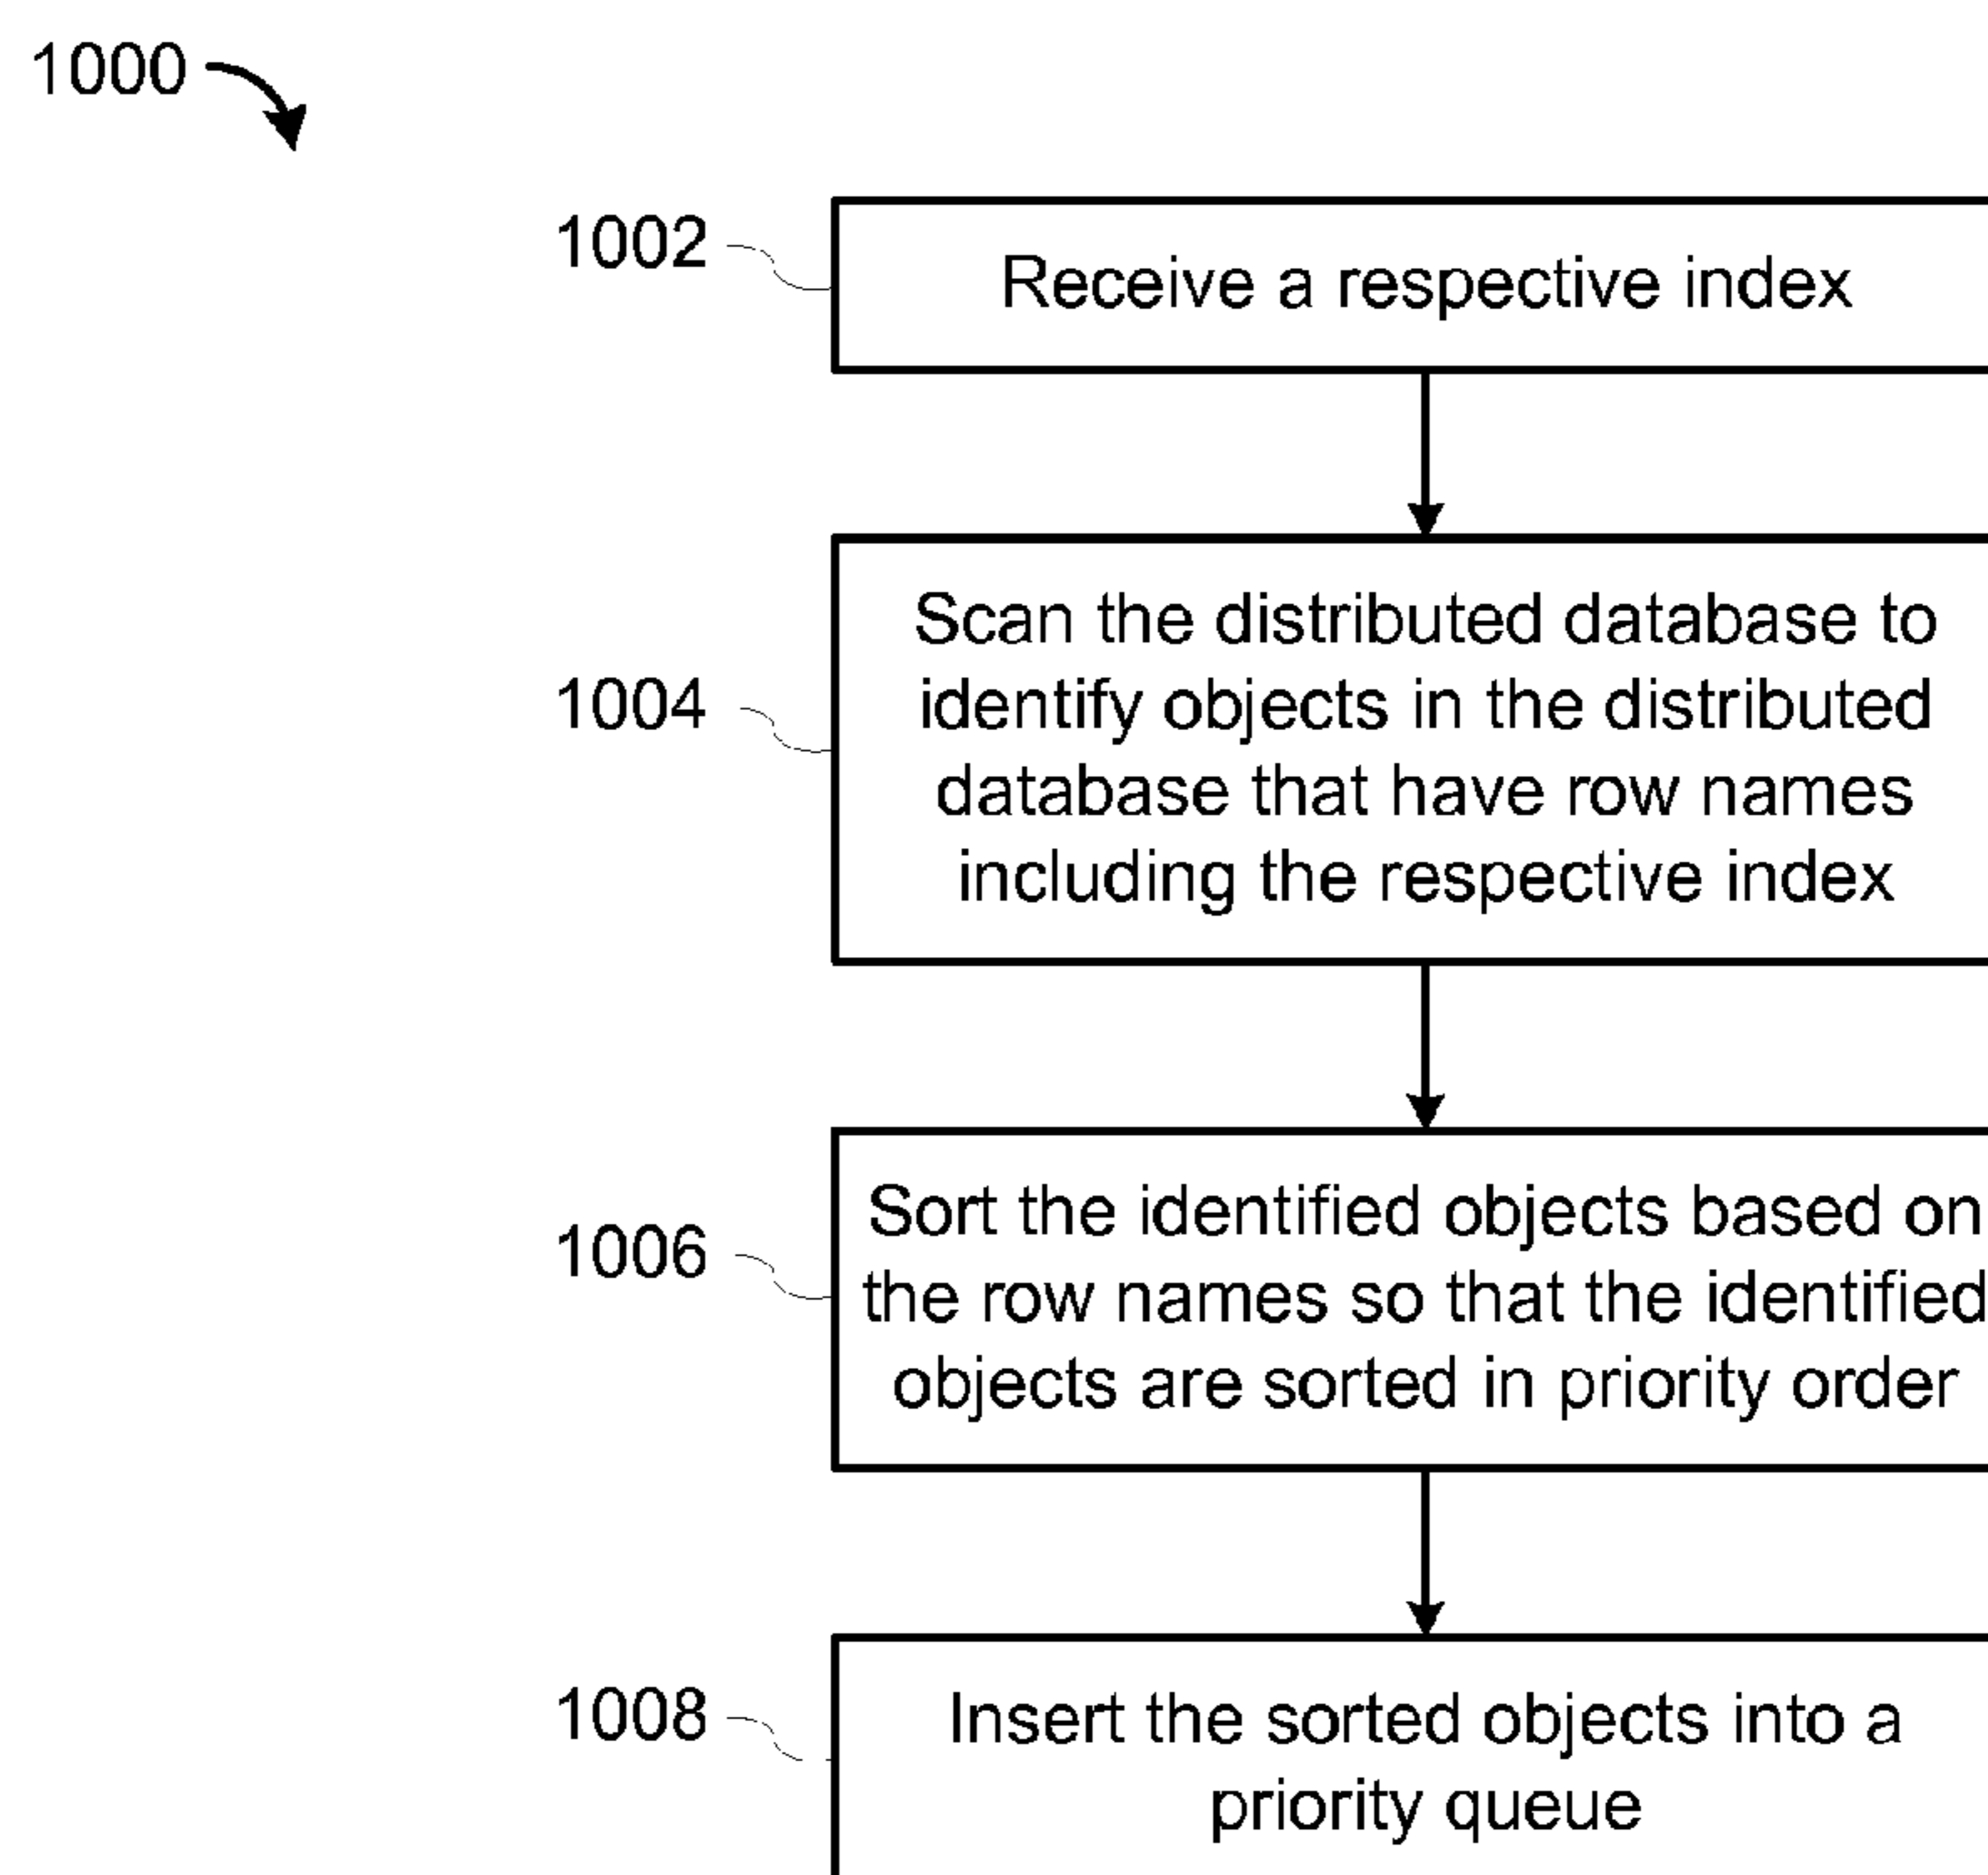 1000
1002
Receive a respective index
1004
Scan the distributed database to
identify objects in the distributed
database that have row names
including the respective index
1006
Sort the identified objects based on
the row names so that the identified
objects are sorted in priority order
1008
Insert the sorted objects into a
priority queue